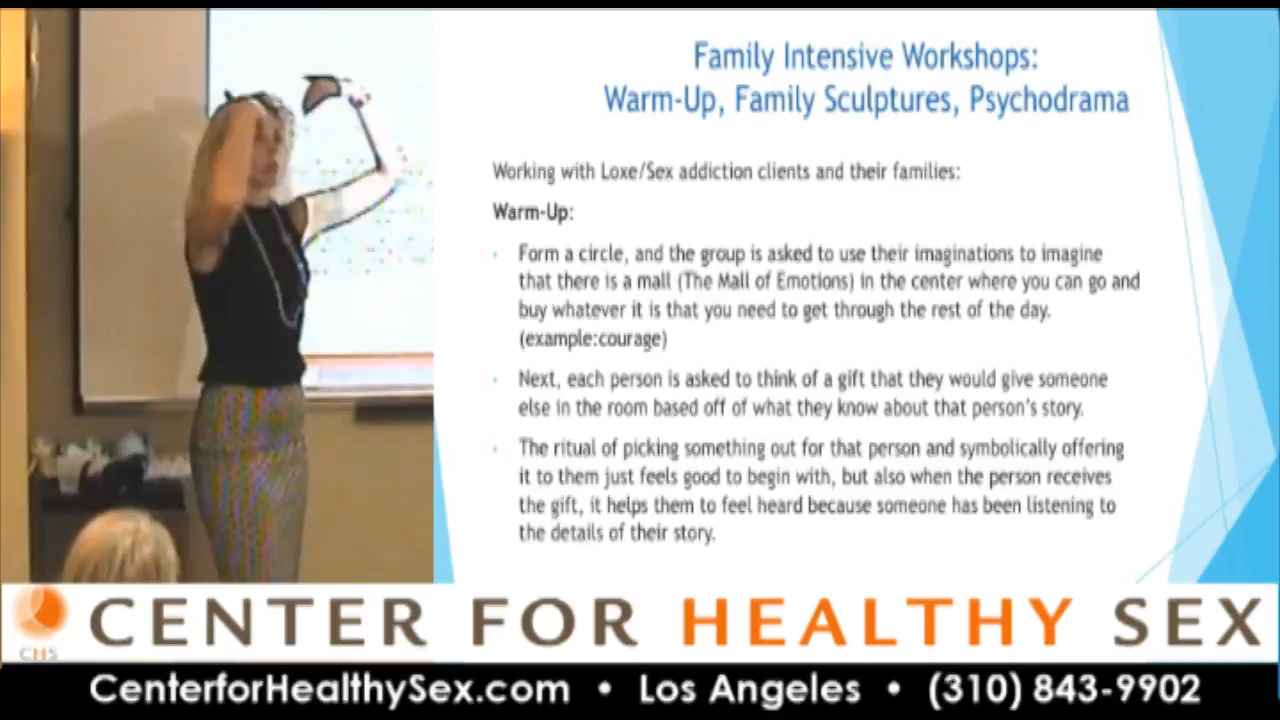 Family Intensive Workshops:
Warm-Up, Family Sculptures, Psychodrama
Working with Loxe/Sex addiction clients and their families:
Warm-Up:
Form a circle, and the group is asked to use their imaginations to imagine
that there is a mall (The Mall of Emotions) in the center where you can go and
buy whatever it is that you need to get through the rest of the day.
(example:courage)
Next, each person is asked to think of a gift that they would give someone
else in the room based off of what they know about that person's story.
The ritual of picking something out for that person and symbolically offering
it to them just feels good to begin with, but also when the person receives
the gift, it helps them to feel heard because someone has been listening to
the details of their story.
CENTER FOR HEALTHY SEX
CHS
CenterforHealthySex.com • Los Angeles • (310) 843-9902